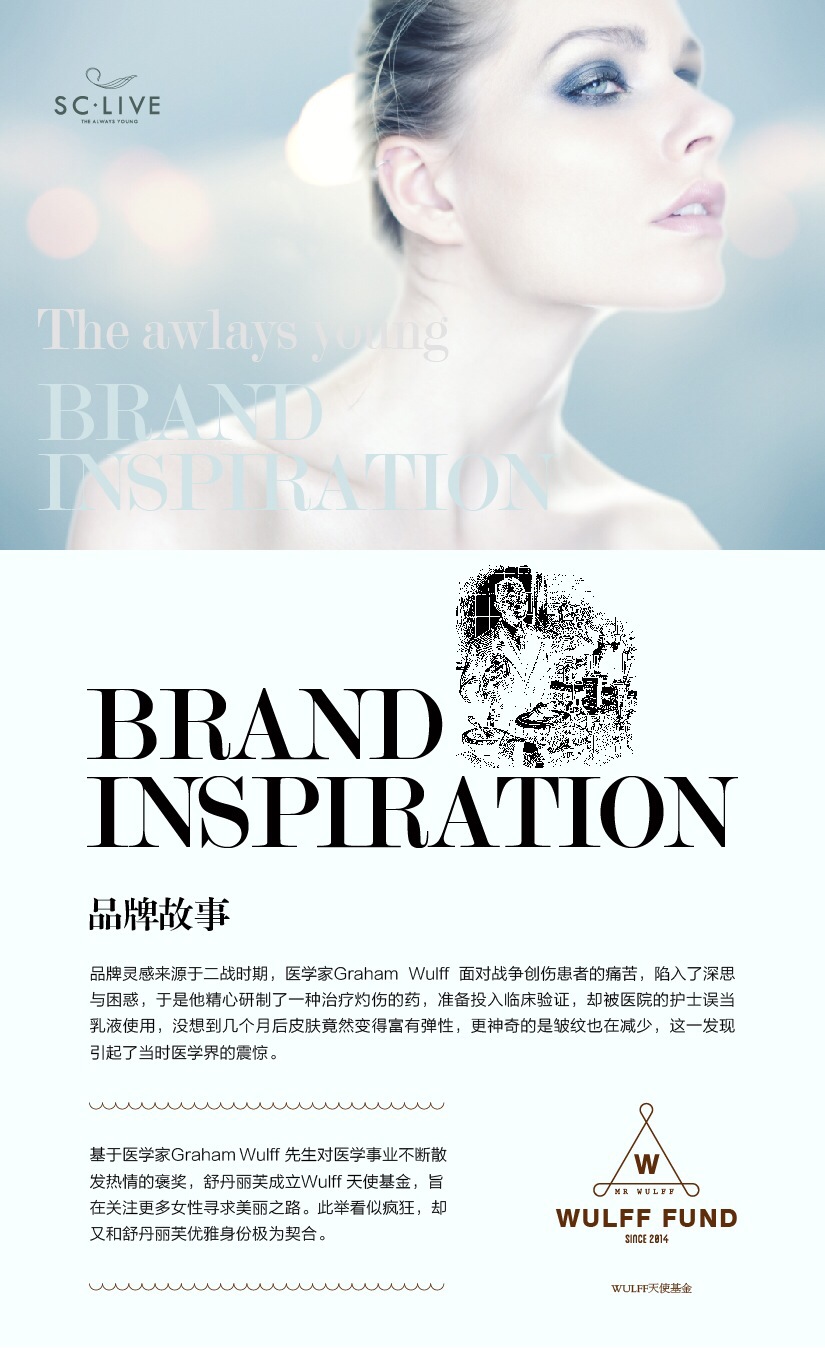 SC·LIVE
THE ALWAYS YOUNG
The awlays young
BRAND
INSPIRATION
BRAND
INSPIRATION
品牌故事
品牌灵感来源于二战时期，医学家Graham Wulff 面对战争创伤患者的痛苦，陷入了深思
与困惑，于是他精心研制了一种治疗灼伤的药，准备投入临床验证，却被医院的护士误当
乳液使用，没想到几个月后皮肤竟然变得富有弹性，更神奇的是皱纹也在减少，这一发现
引起了当时医学界的震惊。
基于医学家Graham Wulff 先生对医学事业不断散
发热情的褒奖，舒丹丽芙成立Wulff 天使基金，旨
在关注更多女性寻求美丽之路。此举看似疯狂，却
又和舒丹丽芙优雅身份极为契合。
W
MR WULFF
WULFF FUND
SINCE 2014
WULFF天使基金